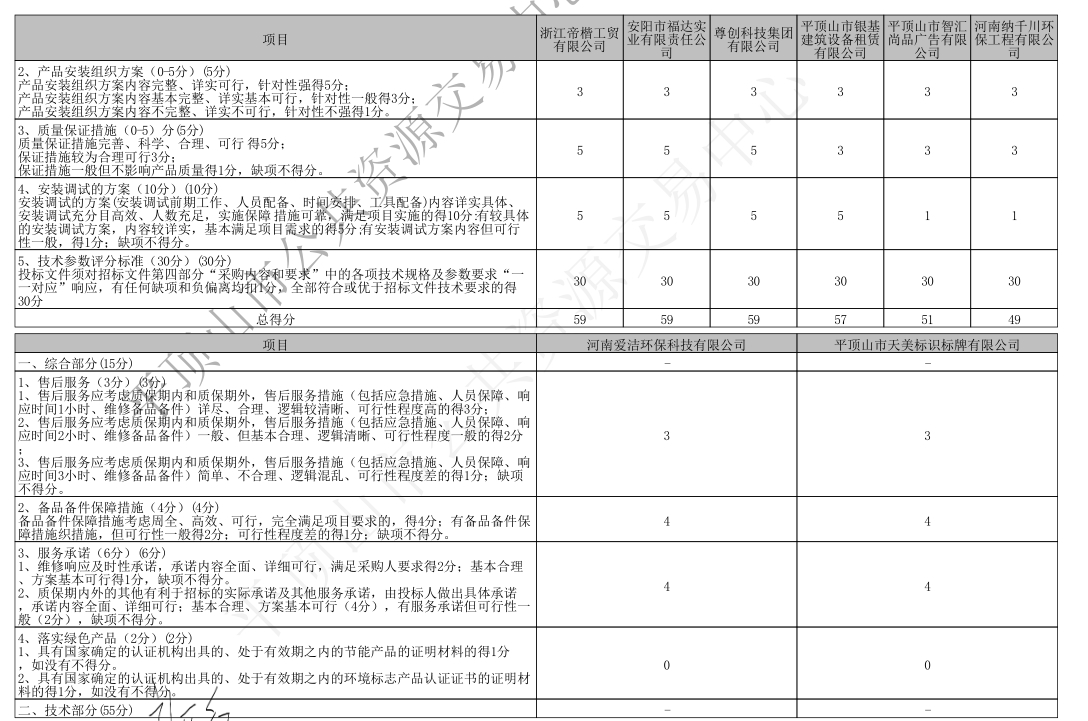 项目
浙江帝楷工贸有限公司
安阳市福达实业有限责任公司
尊创科技集团有限公司
平顶山市银基建筑设备租赁有限公司
平顶山市智汇尚品广告有限公司
河南纳千川环保工程有限公司
2、产品安装组织方案（0-5分）(5分)
产品安装组织方案内容完整、详实可行，针对性强得5分;
产品安装组织方案内容基本完整、详实基本可行，针对性一般得3分;
产品安装组织方案内容不完整、详实不可行，针对性不强得1分。
3 3 3 3 3 3
3、质量保证措施（0-5）分(5分)
质量保证措施完善、科学、合理、可行 得5分;
保证措施较为合理可行3分;
保证措施一般但不影响产品质量得1分，缺项不得分。
5 5 5 3 3 3
4、安装调试的方案（10分）(10分)
安装调试的方案(安装调试前期工作、人员配备、时间安排、工具配备)内容详实具体、
安装调试充分目高效、人数充足，实施保障 措施可靠，满足项目实施的得10分;有较具体
的安装调试方案，内容较详实，基本满足项目需求的得5分;有安装调试方案内容但可行
性一般，得1分；缺项不得分。
5 5 5 5 1 1
5、技术参数评分标准（30分）(30分)
投标文件须对招标文件第四部分“采购内容和要求”中的各项技术规格及参数要求“一
一对应”响应，有任何缺项和负偏离均扣1分，全部符合或优于招标文件技术要求的得
30分
30 30 30 30 30 30
总得分 59 59 59 57 51 49
项目 河南爱洁环保科技有限公司 平顶山市天美标识标牌有限公司
一、综合部分(15分) － －
1、售后服务（3分）(3分)
1、售后服务应考虑质保期内和质保期外，售后服务措施（包括应急措施、人员保障、响
应时间1小时、维修备品备件）详尽、合理、逻辑较清晰、可行性程度高的得3分;
2、售后服务应考虑质保期内和质保期外，售后服务措施（包括应急措施、人员保障、响
应时间2小时、维修备品备件）一般、但基本合理、逻辑清晰、可行性程度一般的得2分
;
3、售后服务应考虑质保期内和质保期外，售后服务措施（包括应急措施、人员保障、响
应时间3小时、维修备品备件）简单、不合理、逻辑混乱、可行性程度差的得1分；缺项
不得分。
3 3
2、备品备件保障措施（4分）(4分)
备品备件保障措施考虑周全、高效、可行，完全满足项目要求的，得4分；有备品备件保
障措施织措施，但可行性一般得2分；可行性程度差的得1分；缺项不得分。
4 4
3、服务承诺（6分）(6分)
1、维修响应及时性承诺，承诺内容全面、详细可行，满足采购人要求得2分；基本合理
、方案基本可行得1分，缺项不得分。
2、质保期内外的其他有利于招标的实际承诺及其他服务承诺，由投标人做出具体承诺
，承诺内容全面、详细可行；基本合理、方案基本可行（4分），有服务承诺但可行性一
般（2分），缺项不得分。
4 4
4、落实绿色产品（2分）(2分)
1、具有国家确定的认证机构出具的、处于有效期之内的节能产品的证明材料的得1分
，如没有不得分。
2、具有国家确定的认证机构出具的、处于有效期之内的环境标志产品认证证书的证明材
料的得1分，如没有不得分。
0 0
二、技术部分(55分) － －
平顶山市公共资源交易中心
平顶山市公共资源交易中心